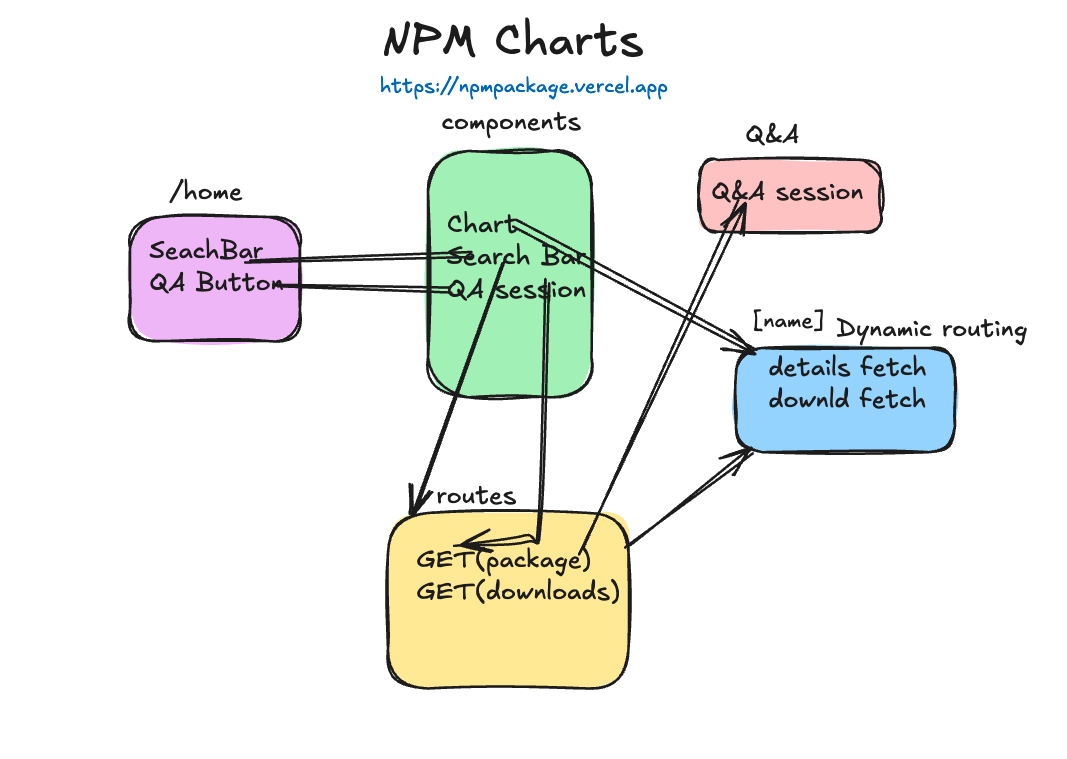 NPM Charts
https://npmpackage.vercel.app
components
Q&A
/home
Q&A session
SeachBar
QA Button
Chart
Search Bar
QA session
[name]
Dynamic routing
details fetch
downld fetch
routes
GET(package)
GET(downloads)